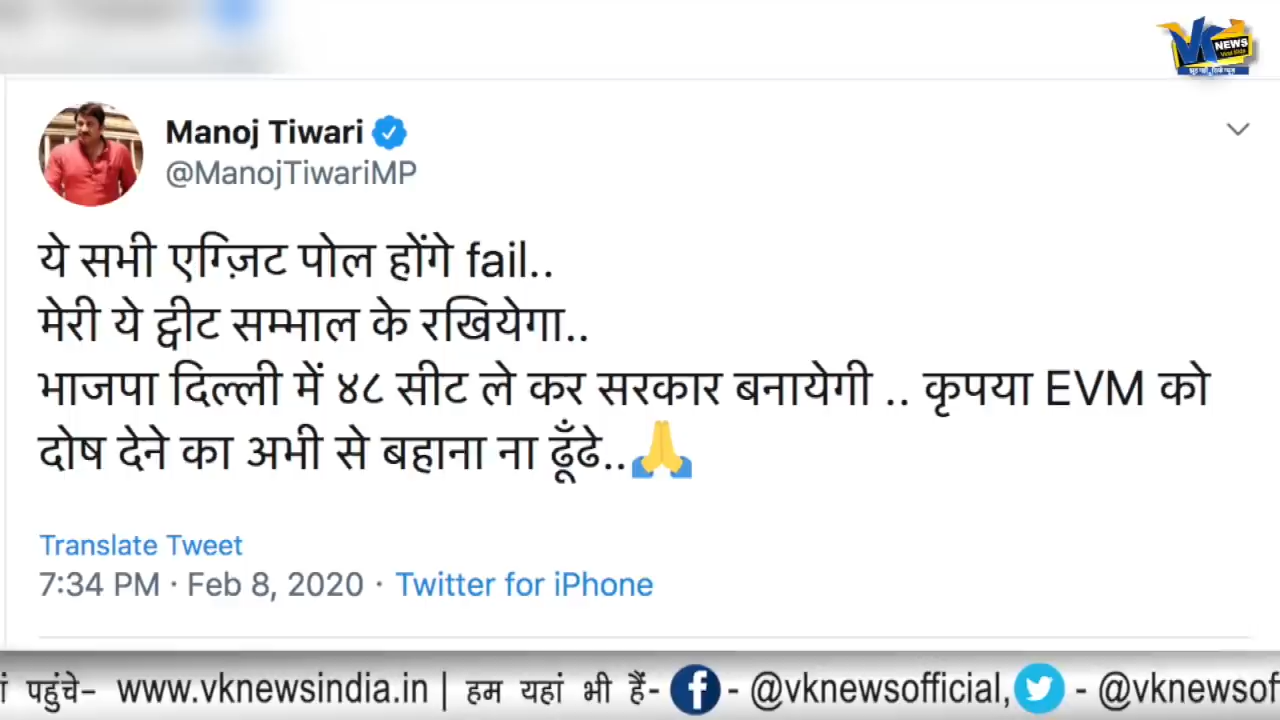 VK NEWS
Manoj Tiwari
@ManojTiwariMP
ये सभी एग्ज़िट पोल होंगे fail..
मेरी ये ट्वीट सम्भाल के रखियेगा..
भाजपा दिल्ली में ४८ सीट ले कर सरकार बनायेगी .. कृपया EVM को
दोष देने का अभी से बहाना ना ढूँढे..🙏
Translate Tweet
7:34 PM · Feb 8, 2020 · Twitter for iPhone
पहुंचे- www.vknewsindia.in | हम यहां भी हैं- - @vknewsofficial, - @vknewsof